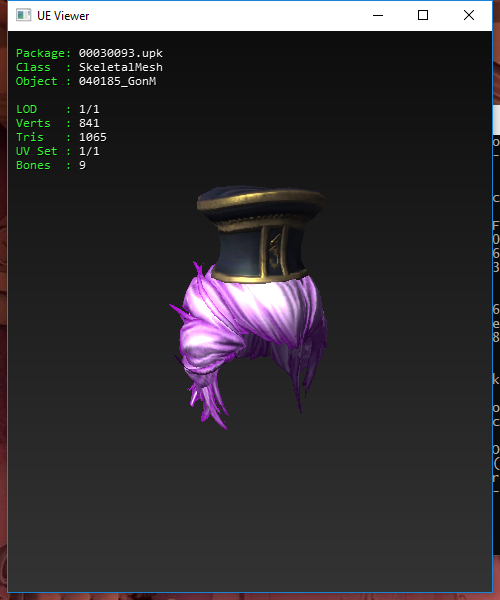 UE Viewer
Package: 00030093.upk
Class : SkeletalMesh
Object : 040185_GonM
LOD : 1/1
Verts : 841
Tris : 1065
UV Set : 1/1
Bones : 9